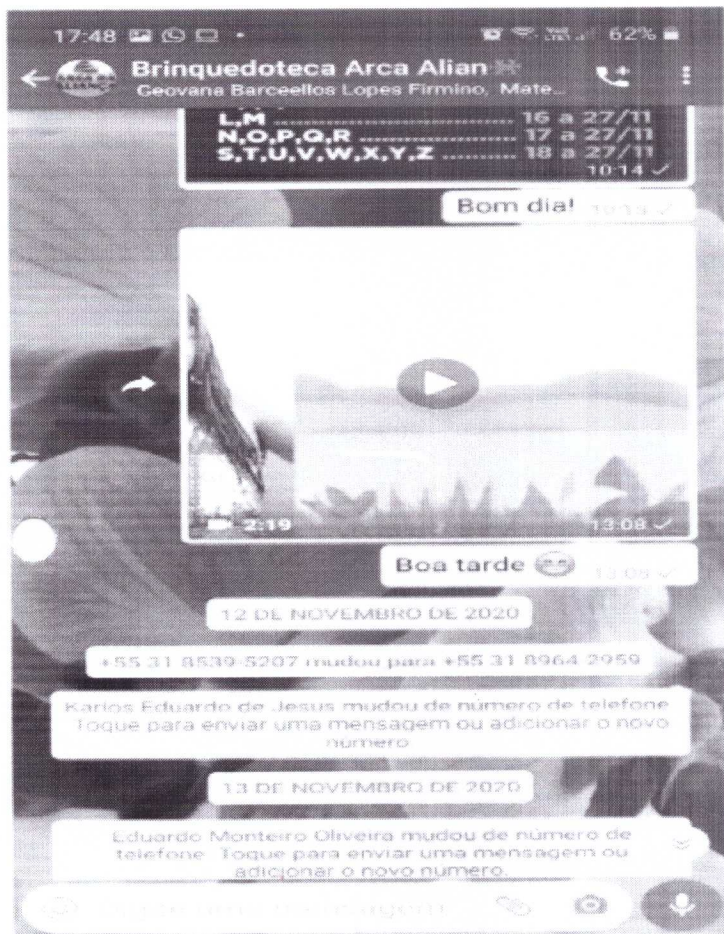 17:48 62%
Brinquedoteca Arca Alian
Geovana Barceellos Lopes Firmino, Mate...
L,M ........................ 16 a 27/11
N,O,P,Q,R ................... 17 a 27/11
S,T,U,V,W,X,Y,Z .......... 18 a 27/11
10:14
Bom dia!
2:19 13:08
Boa tarde
12 DE NOVEMBRO DE 2020
+55 31 8539-5207 mudou para +55 31 8964-2959
Karlos Eduardo de Jesus mudou de número de telefone.
Toque para enviar uma mensagem ou adicionar o novo
número
13 DE NOVEMBRO DE 2020
Eduardo Monteiro Oliveira mudou de número de
telefone. Toque para enviar uma mensagem ou
adicionar o novo número.